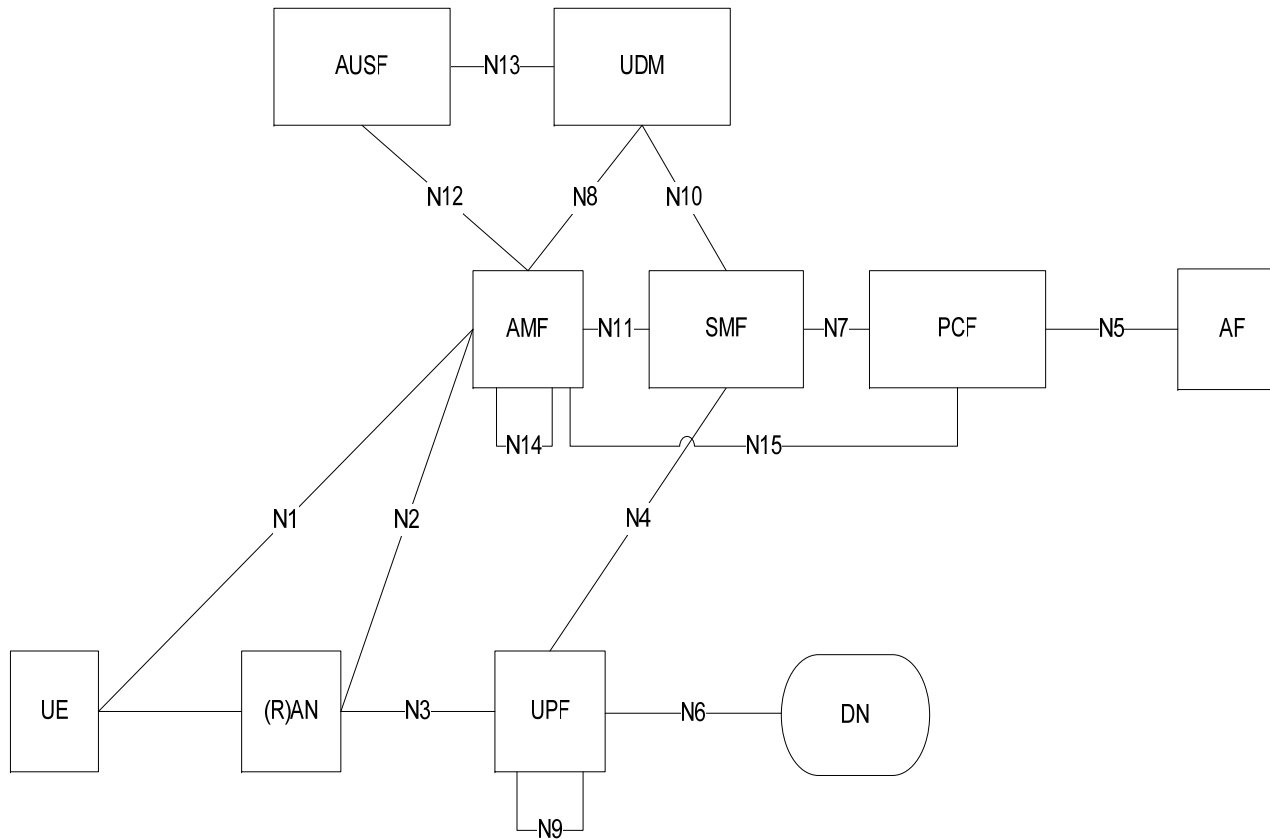 AUSF
N13
UDM
N12
N8
N10
AMF
N11
SMF
N7
PCF
N5
AF
N14
N15
N1
N2
N4
UE
(R)AN
N3
UPF
N6
DN
N9